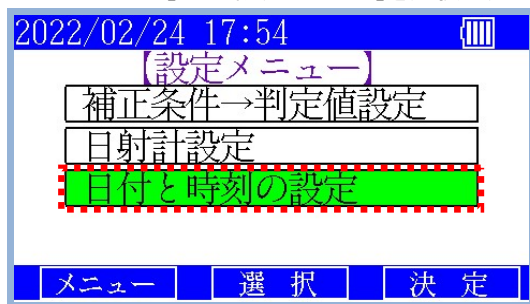 2022/02/24 17:54
【設定メニュー】
補正条件→判定値設定
日射計設定
日付と時刻の設定
メニュー 選 択 決 定